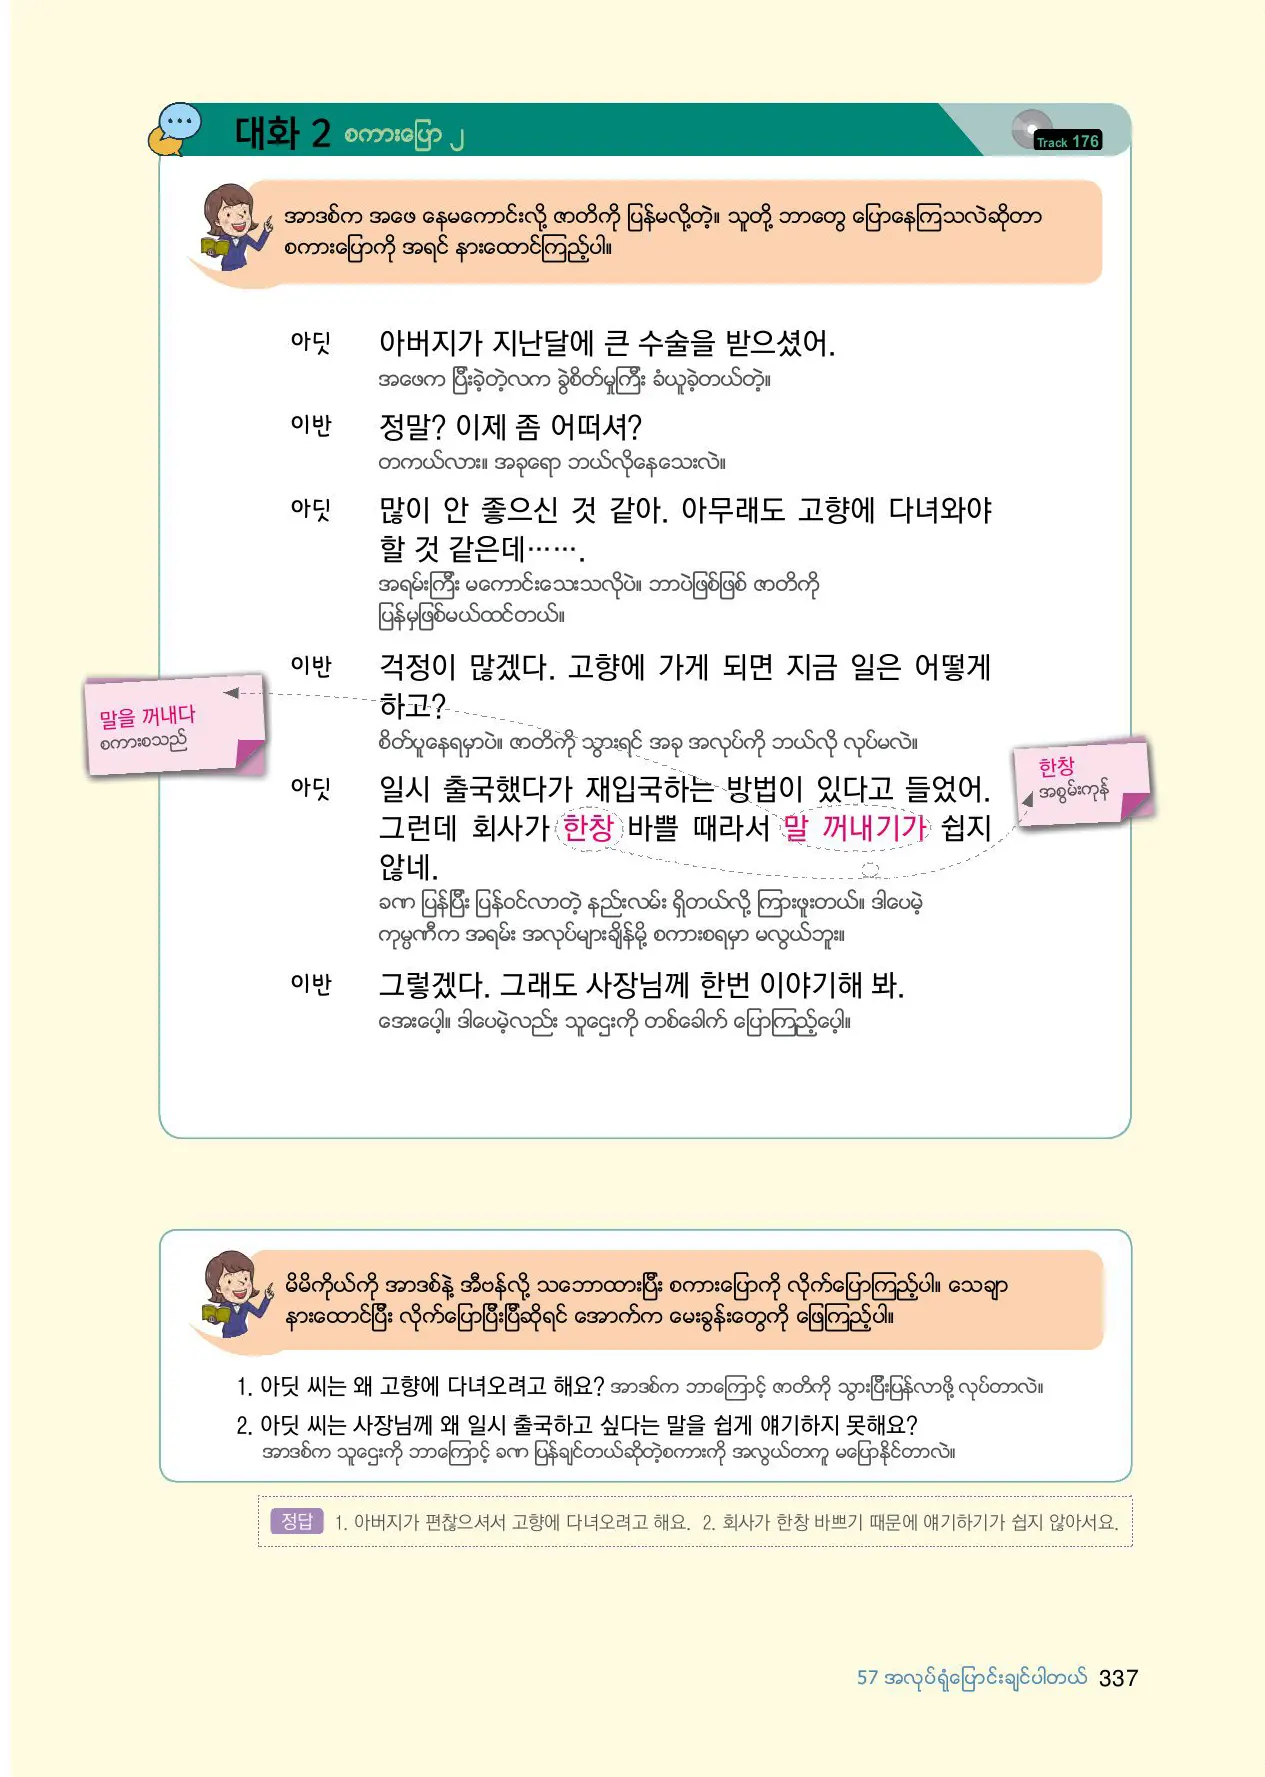 대화 2 စကားပြော ၂
Track 176
အာဒစ်က အဖေ နေမကောင်းလို့ ဇာတိကို ပြန်မလို့တဲ့။ သူတို့ ဘာတွေ ပြောနေကြသလဲဆိုတာ
စကားပြောကို အရင် နားထောင်ကြည့်ပါ။
아딧 아버지가 지난달에 큰 수술을 받으셨어.
အဖေက ပြီးခဲ့တဲ့လက ခွဲစိတ်မှုကြီး ခံယူခဲ့တယ်တဲ့။
이반 정말? 이제 좀 어떠셔?
တကယ်လား။ အခုရော ဘယ်လိုနေသေးလဲ။
아딧 많이 안 좋으신 것 같아. 아무래도 고향에 다녀와야
할 것 같은데…….
အရမ်းကြီး မကောင်းသေးသလိုပဲ။ ဘာပဲဖြစ်ဖြစ် ဇာတိကို
ပြန်မှဖြစ်မယ်ထင်တယ်။
이반 걱정이 많겠다. 고향에 가게 되면 지금 일은 어떻게
하고?
စိတ်ပူနေရမှာပဲ။ ဇာတိကို သွားရင် အခု အလုပ်ကို ဘယ်လို လုပ်မလဲ။
말을 꺼내다
စကားစသည်
한창
အစွမ်းကုန်
아딧 일시 출국했다가 재입국하는 방법이 있다고 들었어.
그런데 회사가 한창 바쁠 때라서 말 꺼내기가 쉽지
않네.
ခဏ ပြန်ပြီး ပြန်ဝင်လာတဲ့ နည်းလမ်း ရှိတယ်လို့ ကြားဖူးတယ်။ ဒါပေမဲ့
ကုမ္ပဏီက အရမ်း အလုပ်များချိန်မို့ စကားစရမှာ မလွယ်ဘူး။
이반 그렇겠다. 그래도 사장님께 한번 이야기해 봐.
အေးပေါ့။ ဒါပေမဲ့လည်း သူဌေးကို တစ်ခေါက် ပြောကြည့်ပေါ့။
မိမိကိုယ်ကို အာဒစ်နဲ့ အီဗန်လို့ သဘောထားပြီး စကားပြောကို လိုက်ပြောကြည့်ပါ။ သေချာ
နားထောင်ပြီး လိုက်ပြောပြီးပြီဆိုရင် အောက်က မေးခွန်းတွေကို ဖြေကြည့်ပါ။
1. 아딧 씨는 왜 고향에 다녀오려고 해요? အာဒစ်က ဘာကြောင့် ဇာတိကို သွားပြီးပြန်လာဖို့ လုပ်တာလဲ။
2. 아딧 씨는 사장님께 왜 일시 출국하고 싶다는 말을 쉽게 얘기하지 못해요?
အာဒစ်က သူဌေးကို ဘာကြောင့် ခဏ ပြန်ချင်တယ်ဆိုတဲ့စကားကို အလွယ်တကူ မပြောနိုင်တာလဲ။
정답 1. 아버지가 편찮으셔서 고향에 다녀오려고 해요. 2. 회사가 한창 바쁘기 때문에 얘기하기가 쉽지 않아서요.
57 အလုပ်ရုံပြောင်းချင်ပါတယ် 337